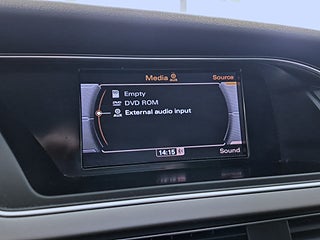 Media Source
Empty
DVD ROM
External audio input
14:15 Sound